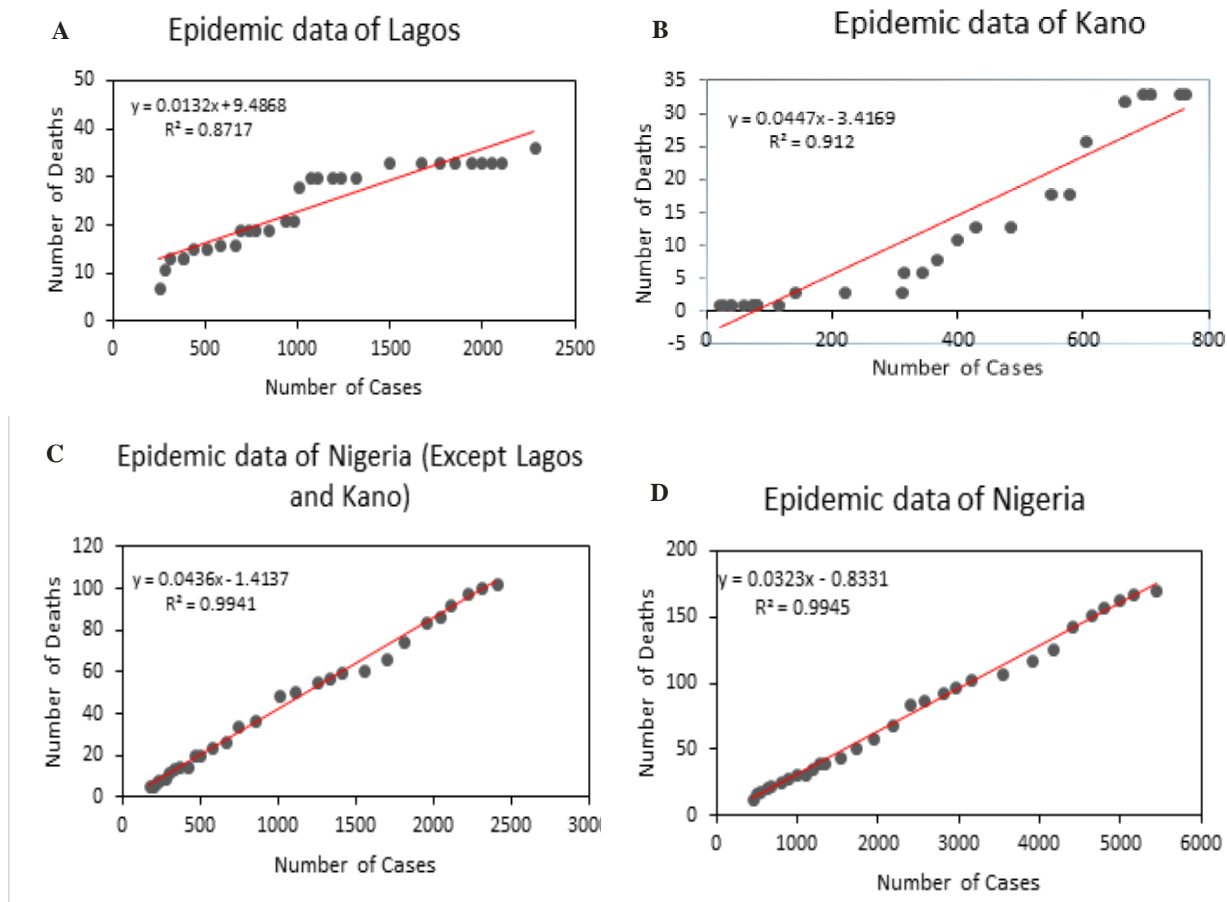 A
Epidemic data of Lagos
y = 0.0132x + 9.4868
R² = 0.8717
Number of Deaths
50
40
30
20
10
0
0 500 1000 1500 2000 2500
Number of Cases
B
Epidemic data of Kano
y = 0.0447x - 3.4169
R² = 0.912
Number of Deaths
35
30
25
20
15
10
5
0
-5
0 200 400 600 800
Number of Cases
C
Epidemic data of Nigeria (Except Lagos
and Kano)
y = 0.0436x - 1.4137
R² = 0.9941
Number of Deaths
120
100
80
60
40
20
0
0 500 1000 1500 2000 2500 3000
Number of Cases
D
Epidemic data of Nigeria
y = 0.0323x - 0.8331
R² = 0.9945
Number of Deaths
200
150
100
50
0
0 1000 2000 3000 4000 5000 6000
Number of Cases